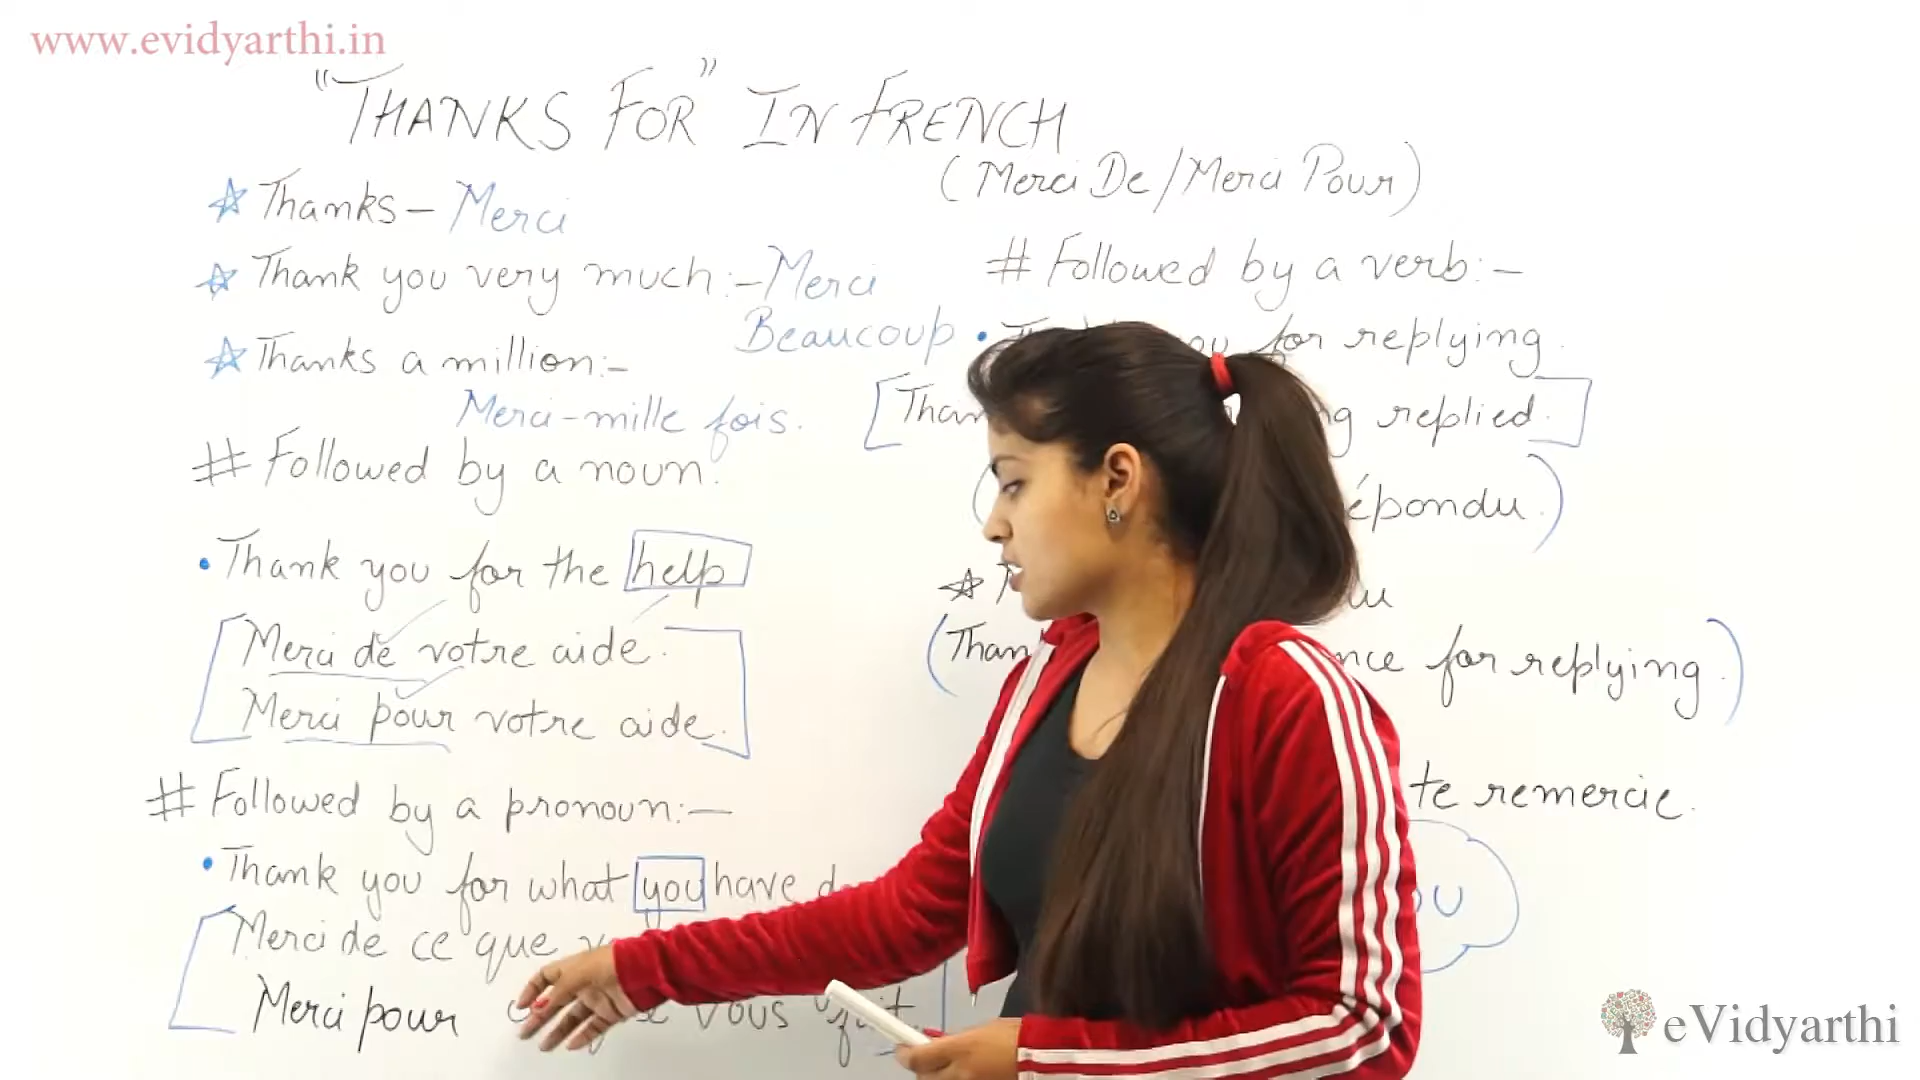 www.evidyarthi.in
"THANKS FOR" IN FRENCH
(Merci De/Merci Pour)
Thanks - Merci
Thank you very much :- Merci Beaucoup
Thanks a million :-
Merci-mille fois.
# Followed by a noun.
• Thank you for the help
Merci de votre aide.
Merci pour votre aide.
# Followed by a pronoun :-
• Thank you for what you have
Merci de ce que
Merci pour vous fait.
# Followed by a verb :-
• for replying.
replied.
te remercie.
for replying.)
eVidyarthi